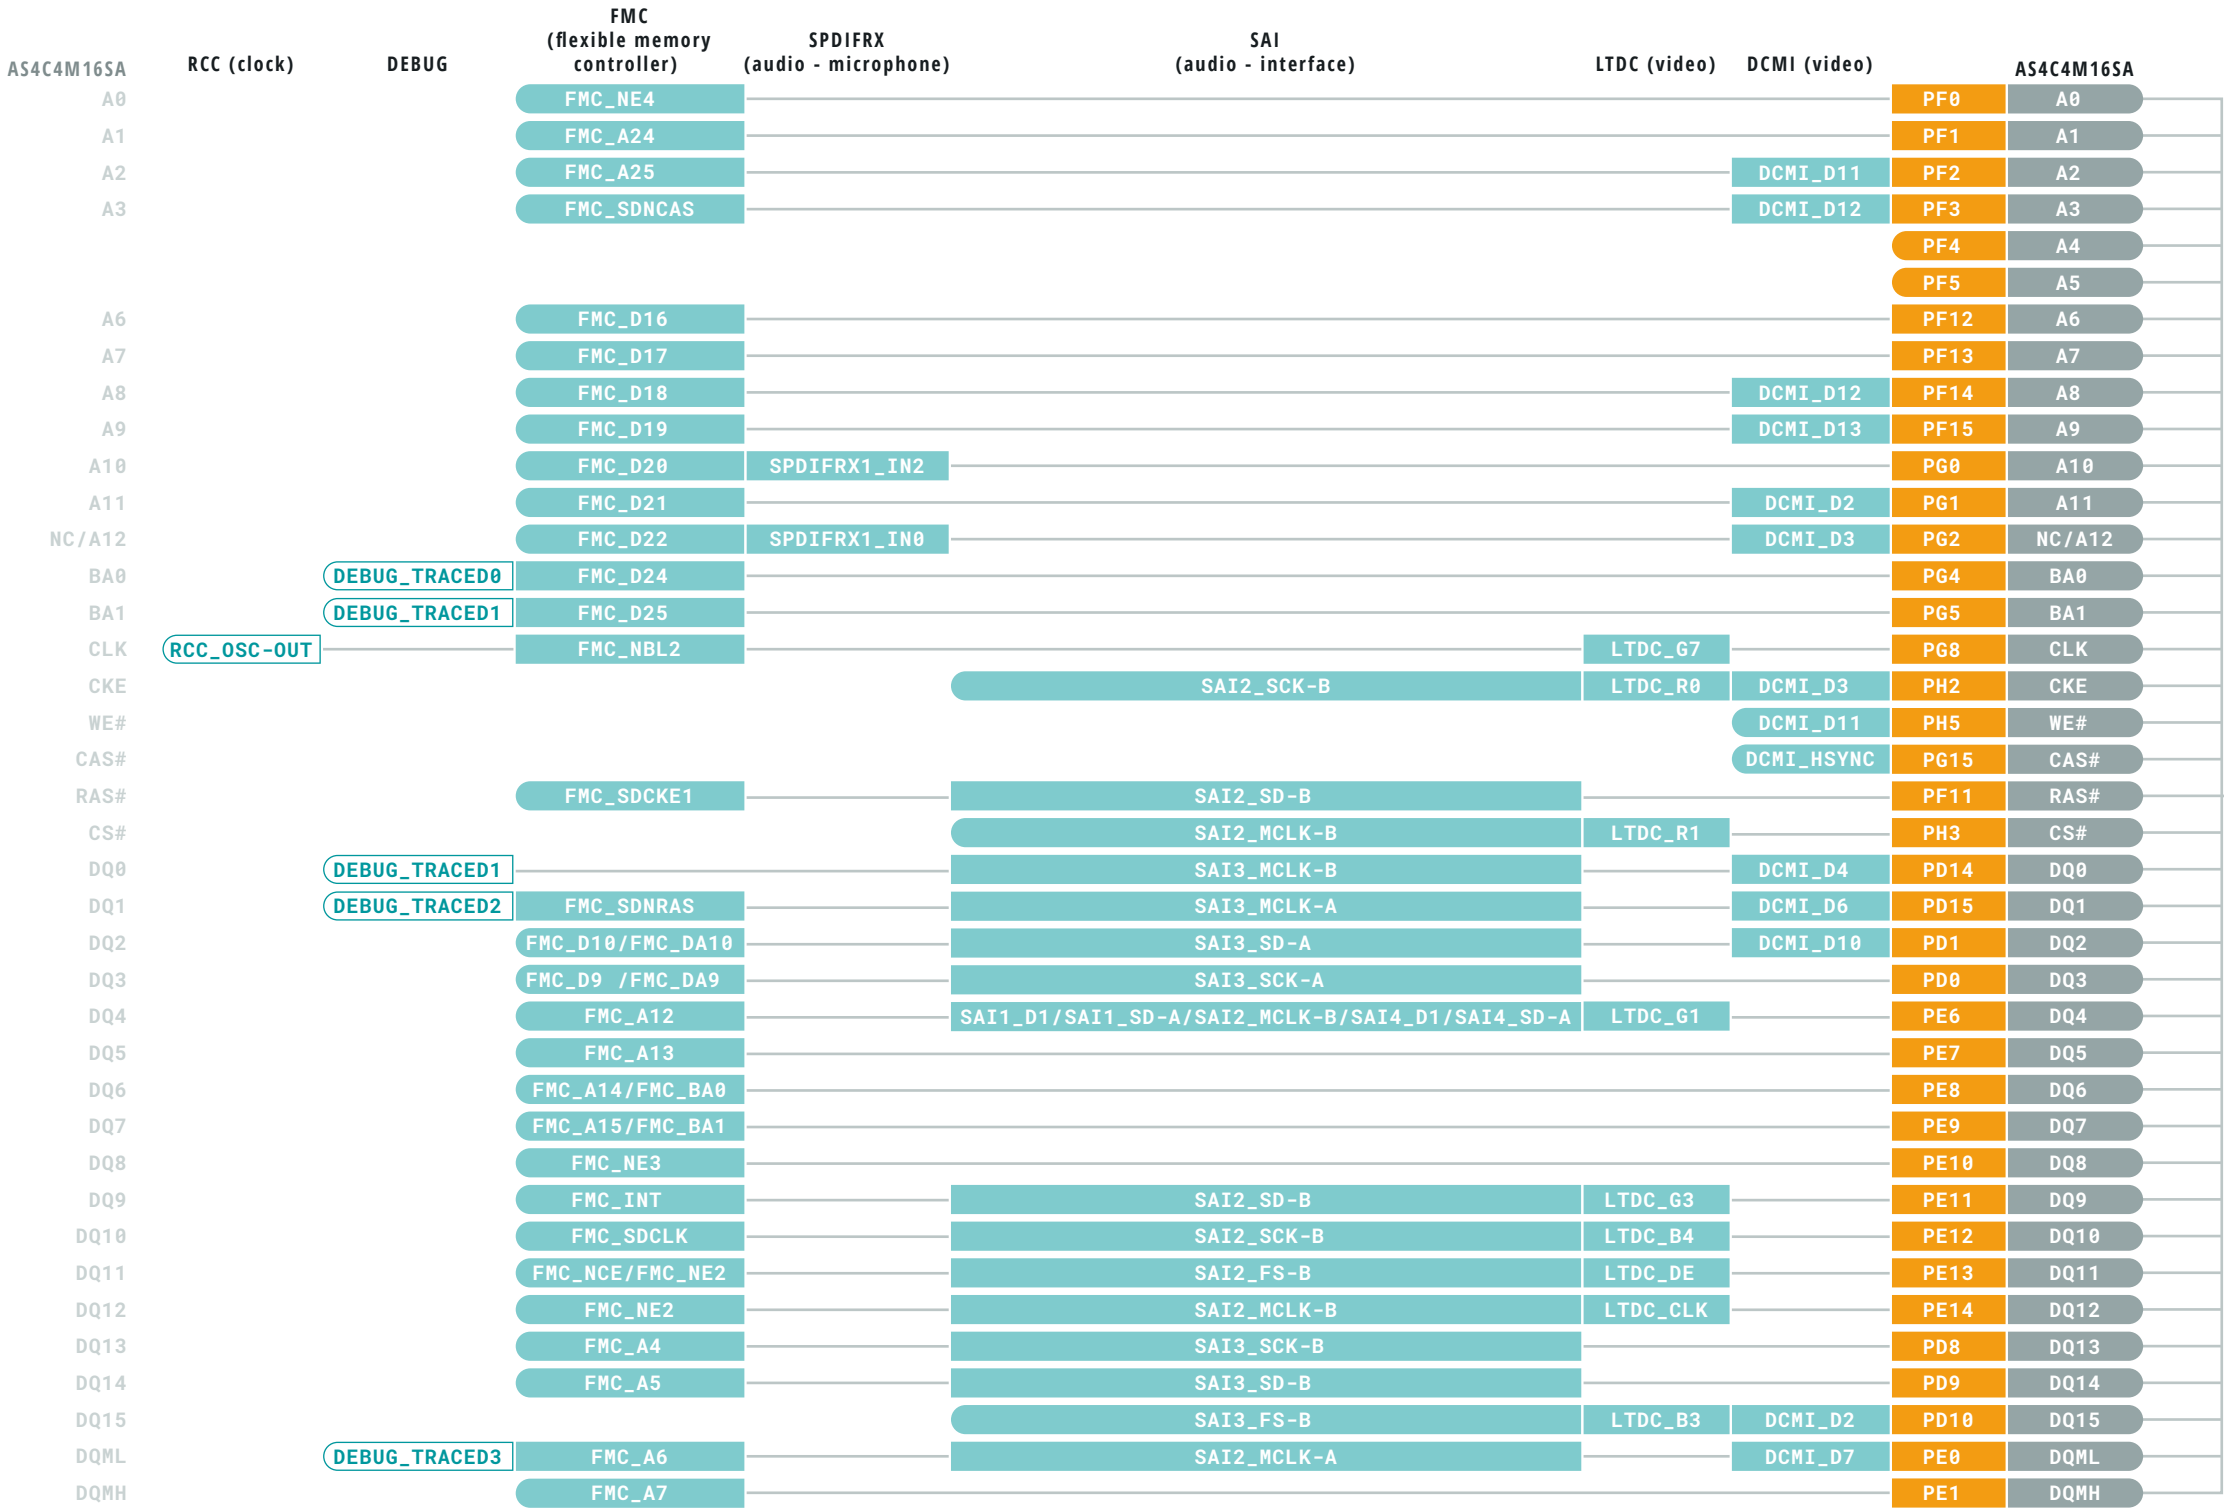 AS4C4M16SA RCC (clock) DEBUG FMC (flexible memory controller) SPDIFRX (audio - microphone) SAI (audio - interface) LTDC (video) DCMI (video) AS4C4M16SA
A0 FMC_NE4 PF0 A0
A1 FMC_A24 PF1 A1
A2 FMC_A25 DCMI_D11 PF2 A2
A3 FMC_SDNCAS DCMI_D12 PF3 A3
PF4 A4
PF5 A5
A6 FMC_D16 PF12 A6
A7 FMC_D17 PF13 A7
A8 FMC_D18 DCMI_D12 PF14 A8
A9 FMC_D19 DCMI_D13 PF15 A9
A10 FMC_D20 SPDIFRX1_IN2 PG0 A10
A11 FMC_D21 DCMI_D2 PG1 A11
NC/A12 FMC_D22 SPDIFRX1_IN0 DCMI_D3 PG2 NC/A12
BA0 DEBUG_TRACED0 FMC_D24 PG4 BA0
BA1 DEBUG_TRACED1 FMC_D25 PG5 BA1
CLK RCC_OSC-OUT FMC_NBL2 LTDC_G7 PG8 CLK
CKE SAI2_SCK-B LTDC_R0 DCMI_D3 PH2 CKE
WE# DCMI_D11 PH5 WE#
CAS# DCMI_HSYNC PG15 CAS#
RAS# FMC_SDCKE1 SAI2_SD-B PF11 RAS#
CS# SAI2_MCLK-B LTDC_R1 PH3 CS#
DQ0 DEBUG_TRACED1 SAI3_MCLK-B DCMI_D4 PD14 DQ0
DQ1 DEBUG_TRACED2 FMC_SDNRAS SAI3_MCLK-A DCMI_D6 PD15 DQ1
DQ2 FMC_D10/FMC_DA10 SAI3_SD-A DCMI_D10 PD1 DQ2
DQ3 FMC_D9 /FMC_DA9 SAI3_SCK-A PD0 DQ3
DQ4 FMC_A12 SAI1_D1/SAI1_SD-A/SAI2_MCLK-B/SAI4_D1/SAI4_SD-A LTDC_G1 PE6 DQ4
DQ5 FMC_A13 PE7 DQ5
DQ6 FMC_A14/FMC_BA0 PE8 DQ6
DQ7 FMC_A15/FMC_BA1 PE9 DQ7
DQ8 FMC_NE3 PE10 DQ8
DQ9 FMC_INT SAI2_SD-B LTDC_G3 PE11 DQ9
DQ10 FMC_SDCLK SAI2_SCK-B LTDC_B4 PE12 DQ10
DQ11 FMC_NCE/FMC_NE2 SAI2_FS-B LTDC_DE PE13 DQ11
DQ12 FMC_NE2 SAI2_MCLK-B LTDC_CLK PE14 DQ12
DQ13 FMC_A4 SAI3_SCK-B PD8 DQ13
DQ14 FMC_A5 SAI3_SD-B PD9 DQ14
DQ15 SAI3_FS-B LTDC_B3 DCMI_D2 PD10 DQ15
DQML DEBUG_TRACED3 FMC_A6 SAI2_MCLK-A DCMI_D7 PE0 DQML
DQMH FMC_A7 PE1 DQMH